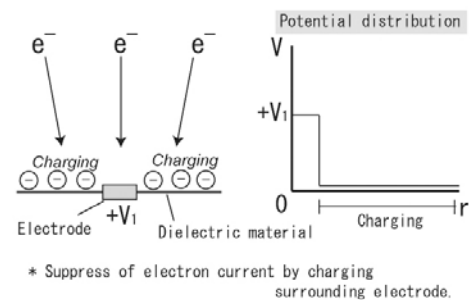 Potential distribution
e⁻ e⁻ e⁻
Charging Charging
⊖ ⊖ ⊖ ⊖ ⊖ ⊖
Electrode +V₁ Dielectric material
V
+V₁
0 Charging r
* Suppress of electron current by charging
surrounding electrode.